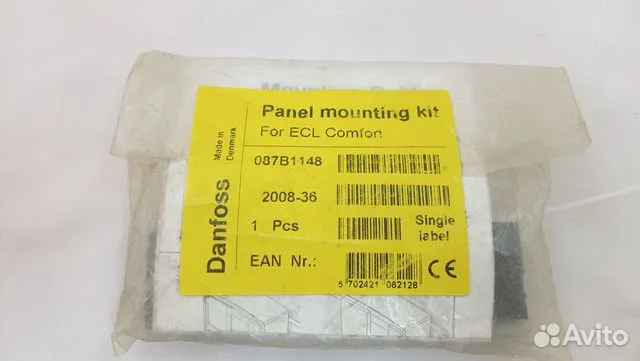 Panel mounting kit
For ECL Comfort
087B1148
2008-36
1 Pcs
Single
label
EAN Nr.:
5 702421 062128
CE
Danfoss
Made in
Denmark
Avito